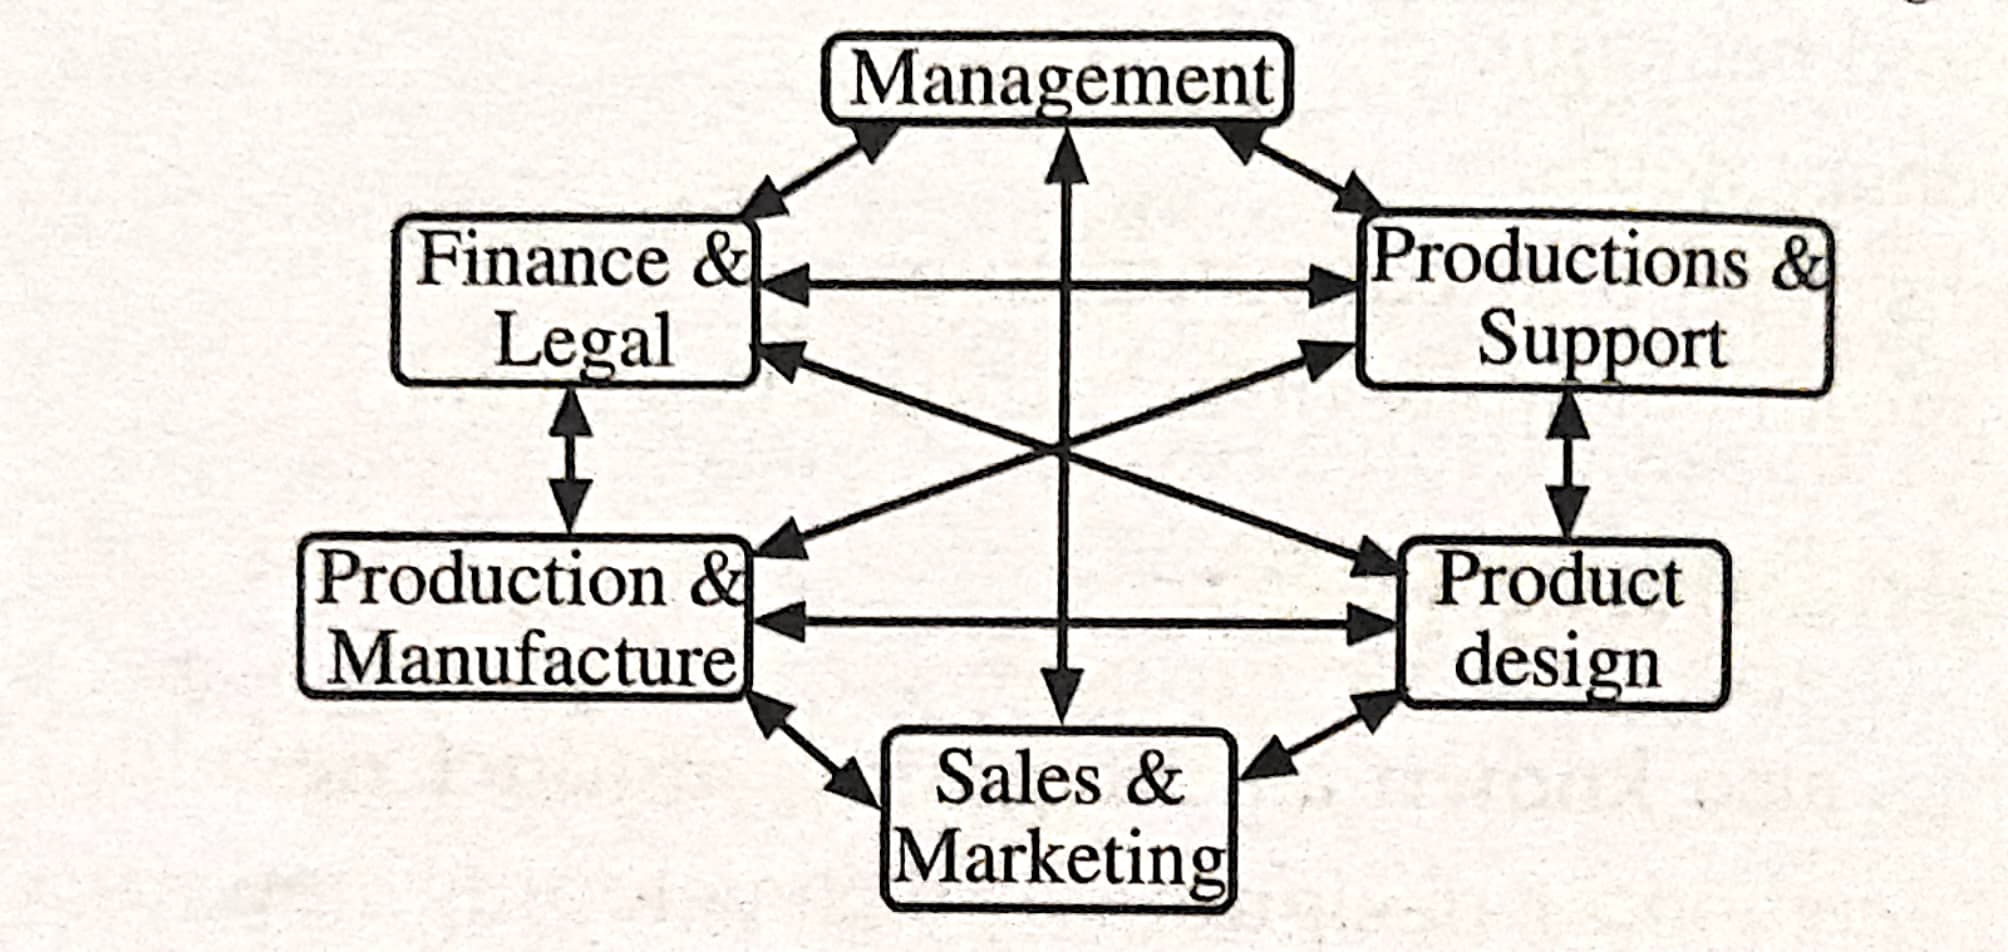 Management
Finance &
Legal
Productions &
Support
Production &
Manufacture
Product
design
Sales &
Marketing